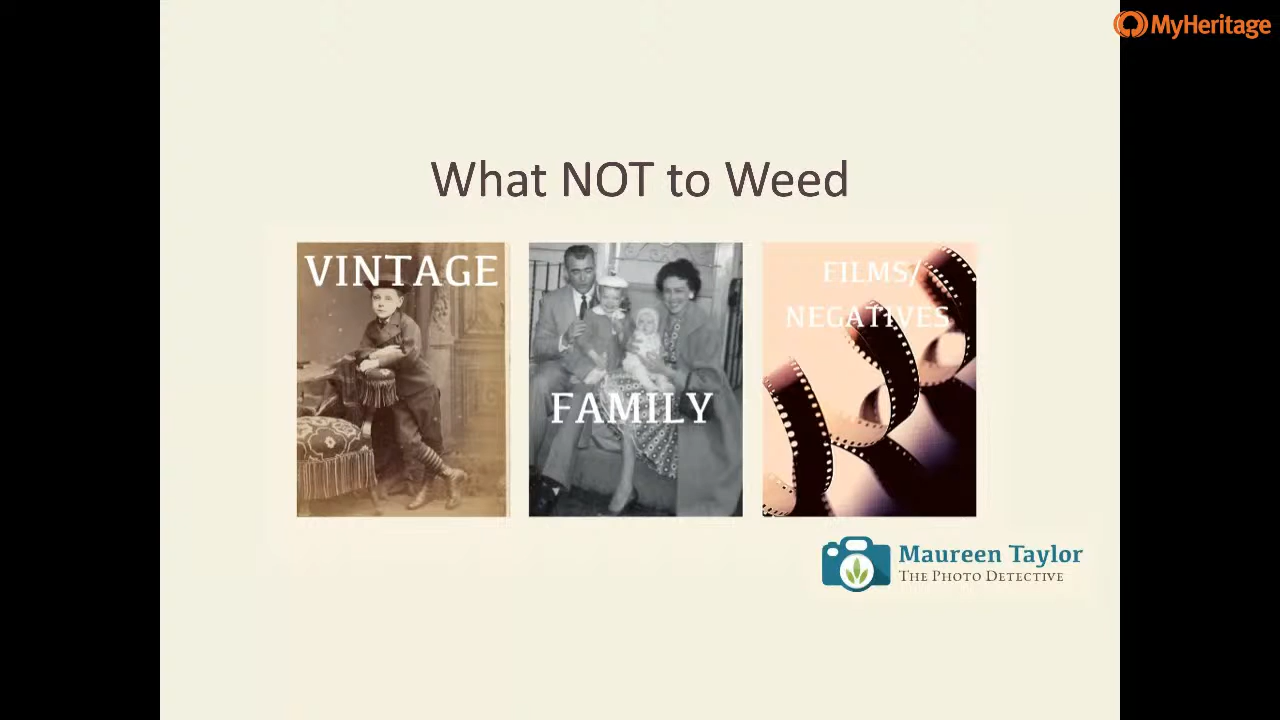 MyHeritage
What NOT to Weed
VINTAGE
FAMILY
FILMS/
NEGATIVES
Maureen Taylor
THE PHOTO DETECTIVE